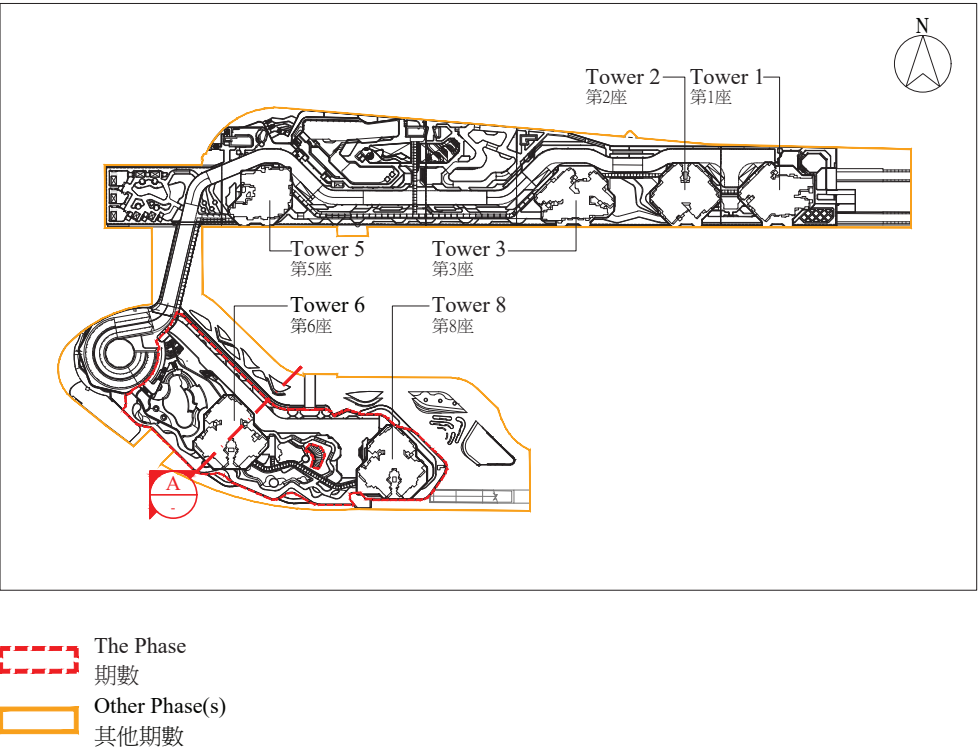 N
Tower 2
第2座
Tower 1
第1座
Tower 5
第5座
Tower 3
第3座
Tower 6
第6座
Tower 8
第8座
A
-
The Phase
期數
Other Phase(s)
其他期數